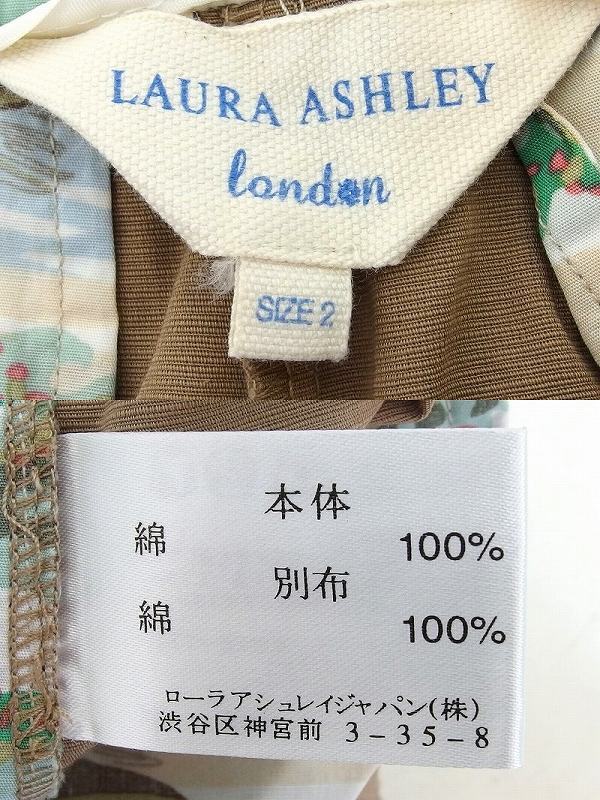 LAURA ASHLEY
london
SIZE 2
本体
綿 100%
別布
綿 100%
ローラアシュレイジャパン(株)
渋谷区神宮前 3-35-8